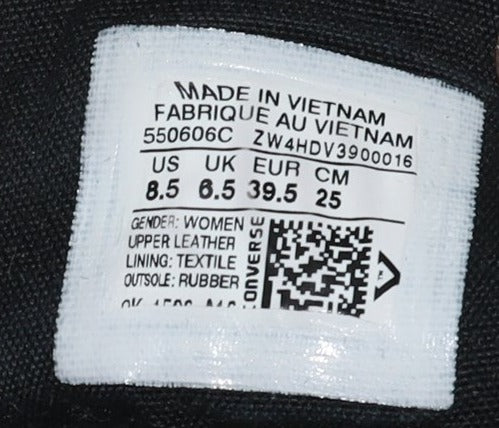 MADE IN VIETNAM
FABRIQUE AU VIETNAM
550606C ZW4HDV3900016
US UK EUR CM
8.5 6.5 39.5 25
GENDER: WOMEN
UPPER LEATHER
LINING: TEXTILE
OUTSOLE: RUBBER
CONVERSE